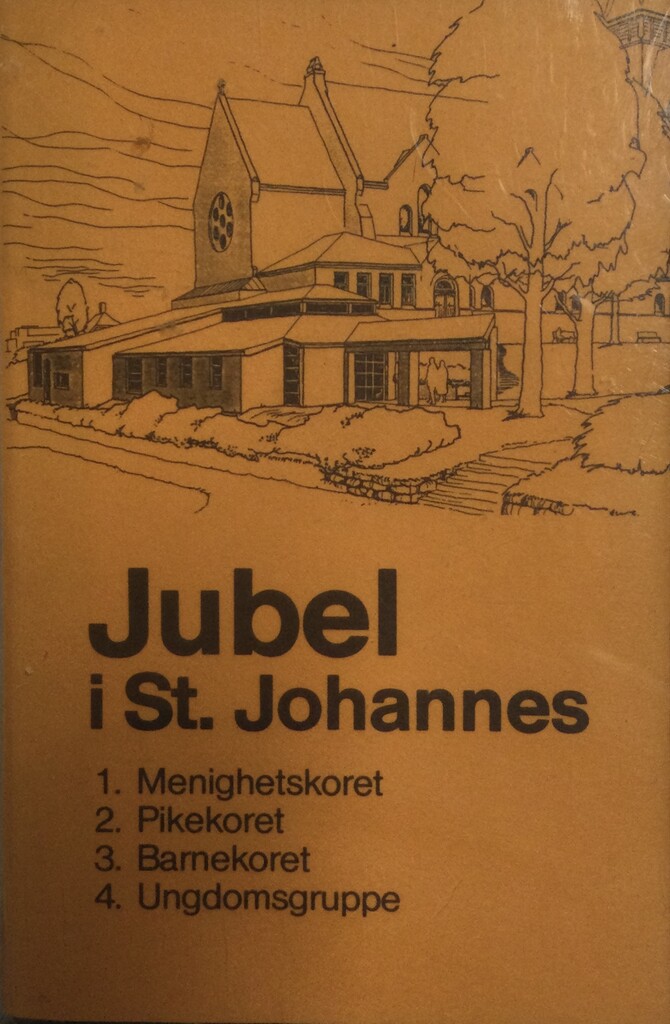 Jubel
i St. Johannes
1. Menighetskoret
2. Pikekoret
3. Barnekoret
4. Ungdomsgruppe